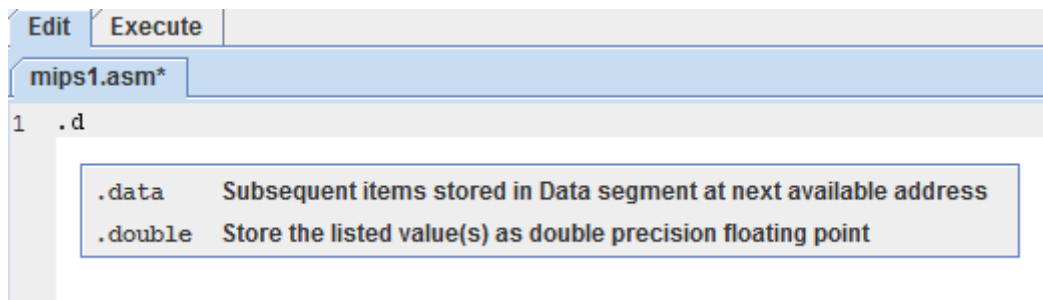 Edit Execute
mips1.asm*
1 .d
.data Subsequent items stored in Data segment at next available address
.double Store the listed value(s) as double precision floating point